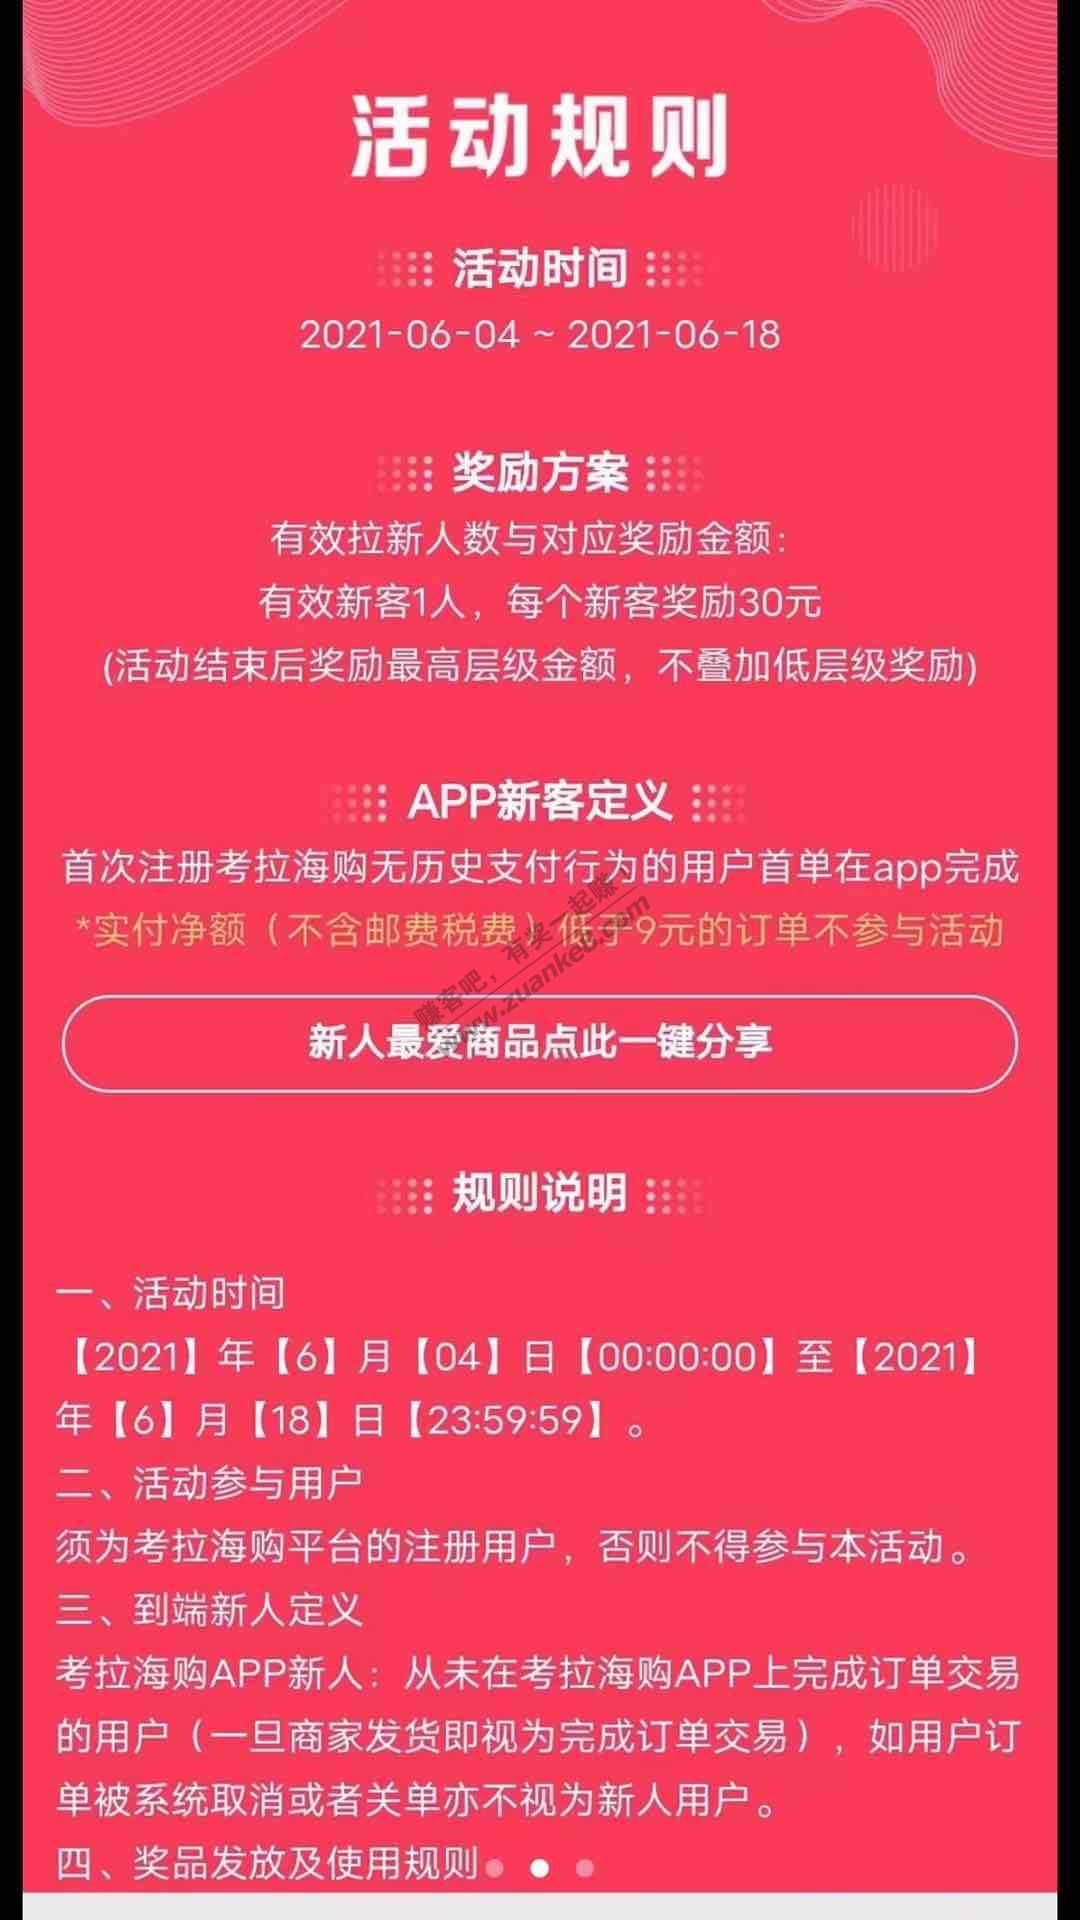 活动规则
活动时间
2021-06-04 ~ 2021-06-18
奖励方案
有效拉新人数与对应奖励金额：
有效新客1人，每个新客奖励30元
(活动结束后奖励最高层级金额，不叠加低层级奖励)
APP新客定义
首次注册考拉海购无历史支付行为的用户首单在app完成
*实付净额（不含邮费税费）低于9元的订单不参与活动
赚客吧，有奖一起赚！
www.zuanke8.com
新人最爱商品点此一键分享
规则说明
一、活动时间
【2021】年【6】月【04】日【00:00:00】至【2021】
年【6】月【18】日【23:59:59】。
二、活动参与用户
须为考拉海购平台的注册用户，否则不得参与本活动。
三、到端新人定义
考拉海购APP新人：从未在考拉海购APP上完成订单交易
的用户（一旦商家发货即视为完成订单交易），如用户订
单被系统取消或者关单亦不视为新人用户。
四、奖品发放及使用规则